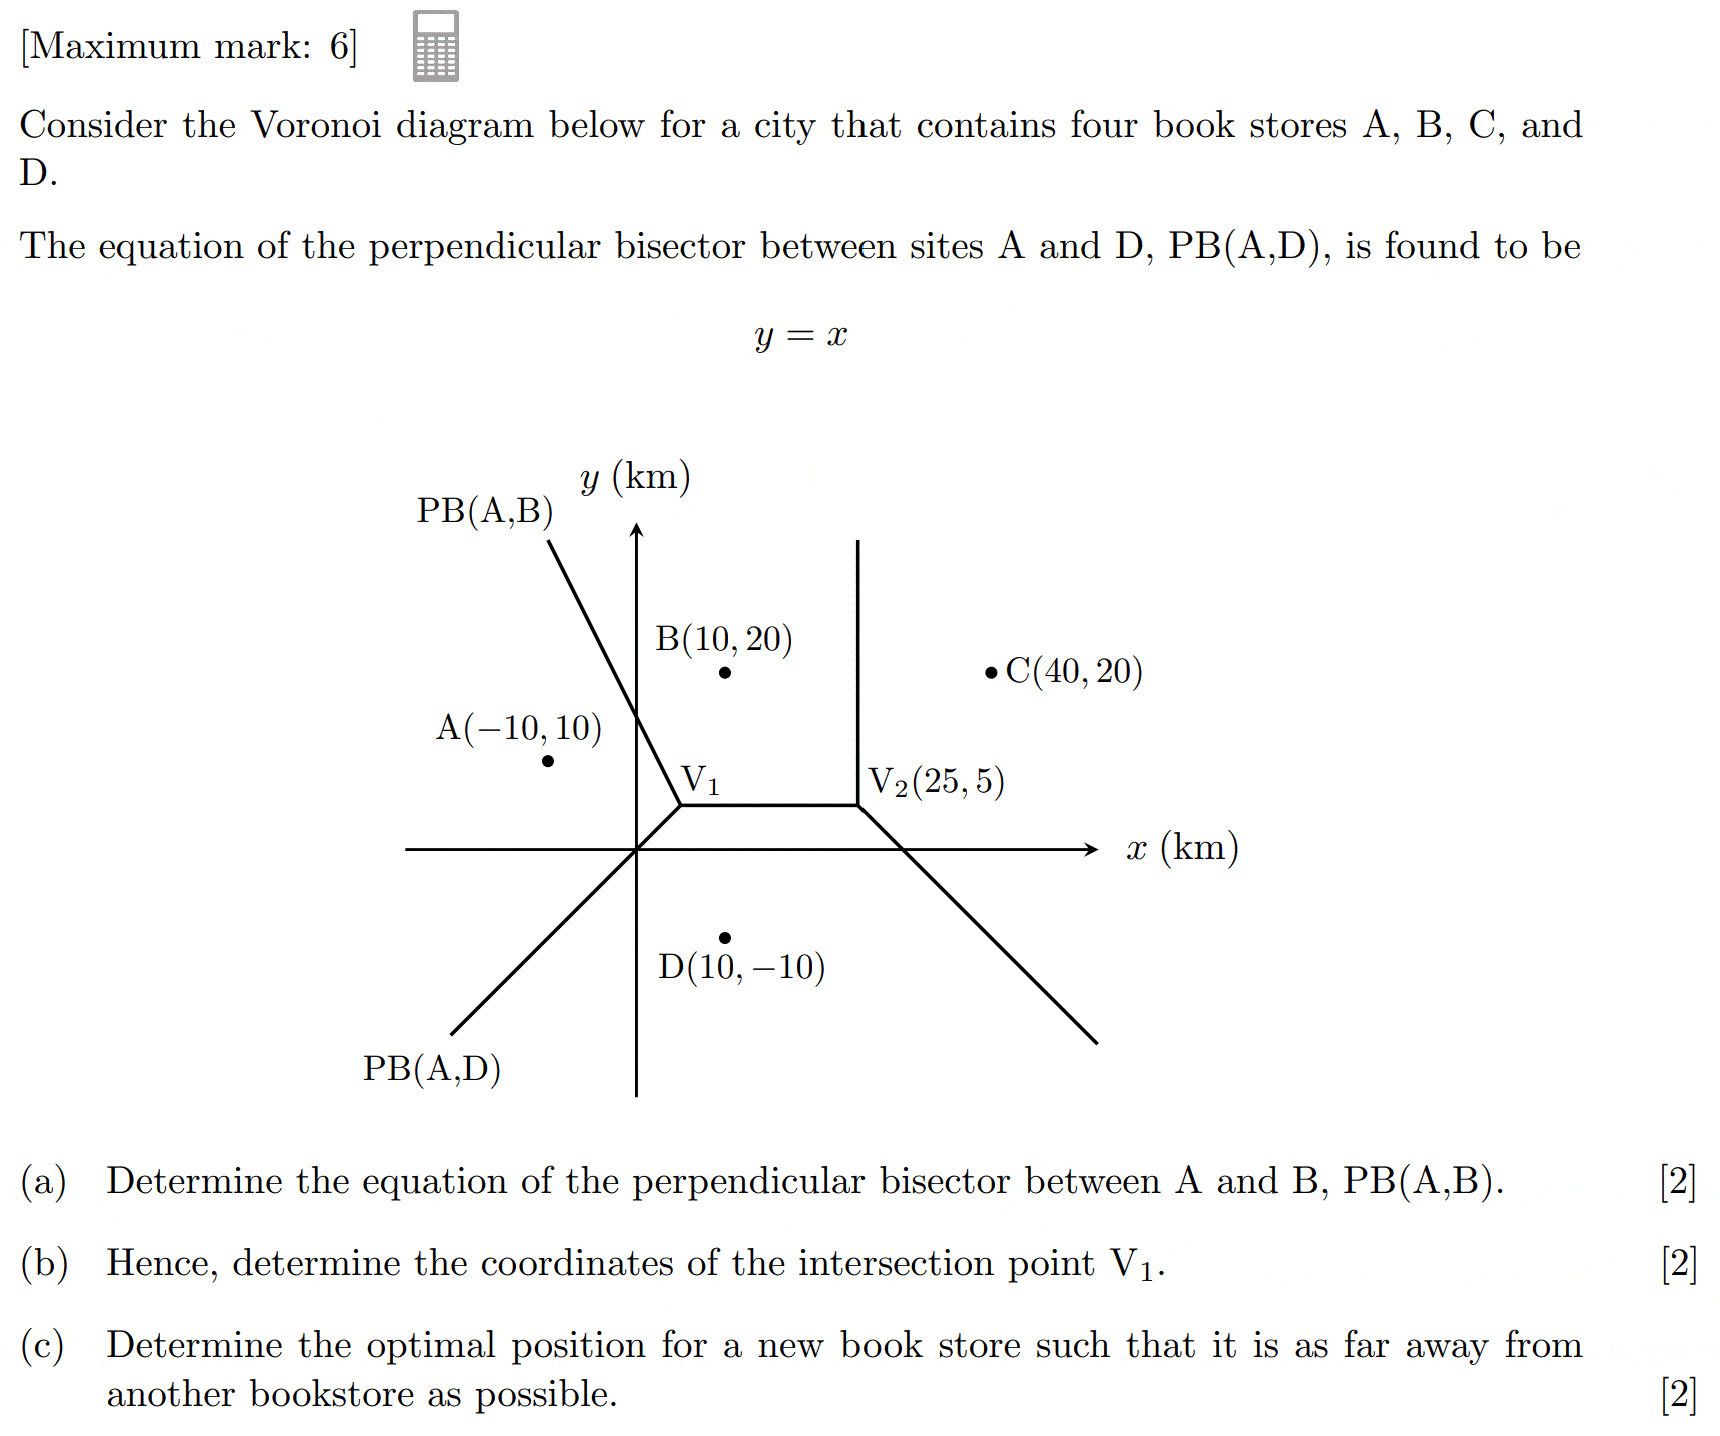 [Maximum mark: 6]
Consider the Voronoi diagram below for a city that contains four book stores A, B, C, and
D.
The equation of the perpendicular bisector between sites A and D, PB(A,D), is found to be
y = x
y (km)
PB(A,B)
B(10, 20)
C(40, 20)
A(−10, 10)
V₁
V₂(25, 5)
x (km)
D(10, −10)
PB(A,D)
(a) Determine the equation of the perpendicular bisector between A and B, PB(A,B). [2]
(b) Hence, determine the coordinates of the intersection point V₁. [2]
(c) Determine the optimal position for a new book store such that it is as far away from
another bookstore as possible. [2]